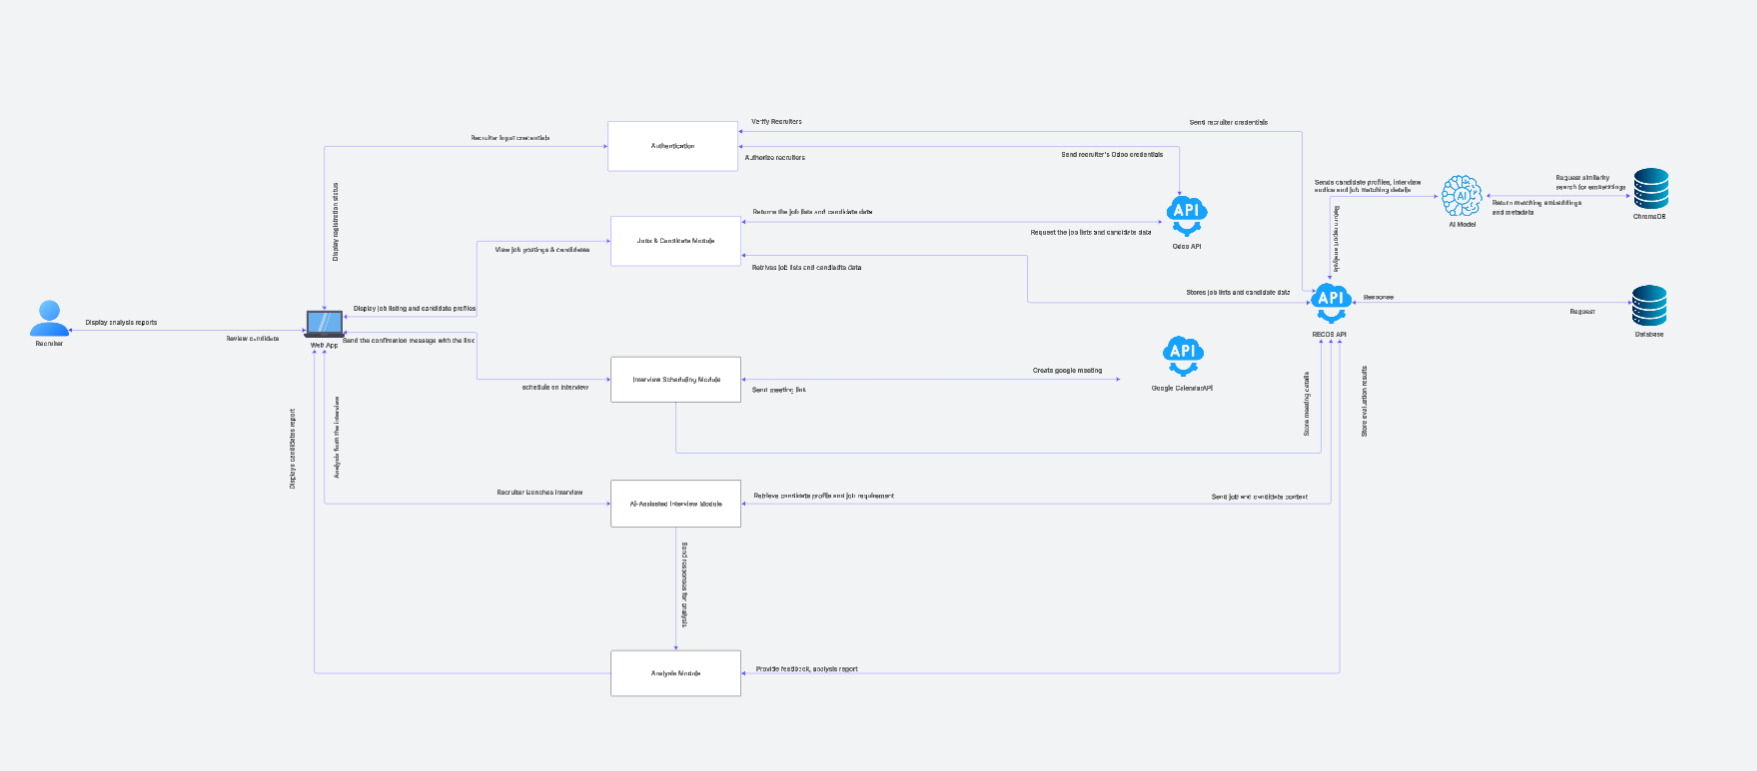 Verify Recruiters
Send recruiter credentials
Recruiter input credentials
Authentication
Authorize recruiters
Send recruiter's Odoo credentials
Display registration status
Sends candidate profiles, interview
and job matching details
Request similarity
search for embeddings
Return matching embeddings
and metadata
ChromaDB
AI
AI Model
API
Odoo API
Returns the job lists and candidate data
Request the job lists and candidate data
Jobs & Candidate Module
View job postings & candidates
Retrives job lists and candidate data
Stores job lists and candidate data
API
RECOS API
Response
Request
Database
Display job listing and candidate profiles
Display analysis reports
Recruiter
Review candidate
Web App
Send the confirmation message with the link
Interview Scheduling Module
schedule an interview
Create google meeting
Send meeting link
API
Google CalendarAPI
Store meeting details
Store evaluation results
Displays candidates report
Analysis from the interview
Recruiter launches interview
AI-Assisted Interview Module
Retrieve candidate profile and job requirement
Send job and candidate context
Send responses for analysis
Analysis Module
Provide feedback, analysis report